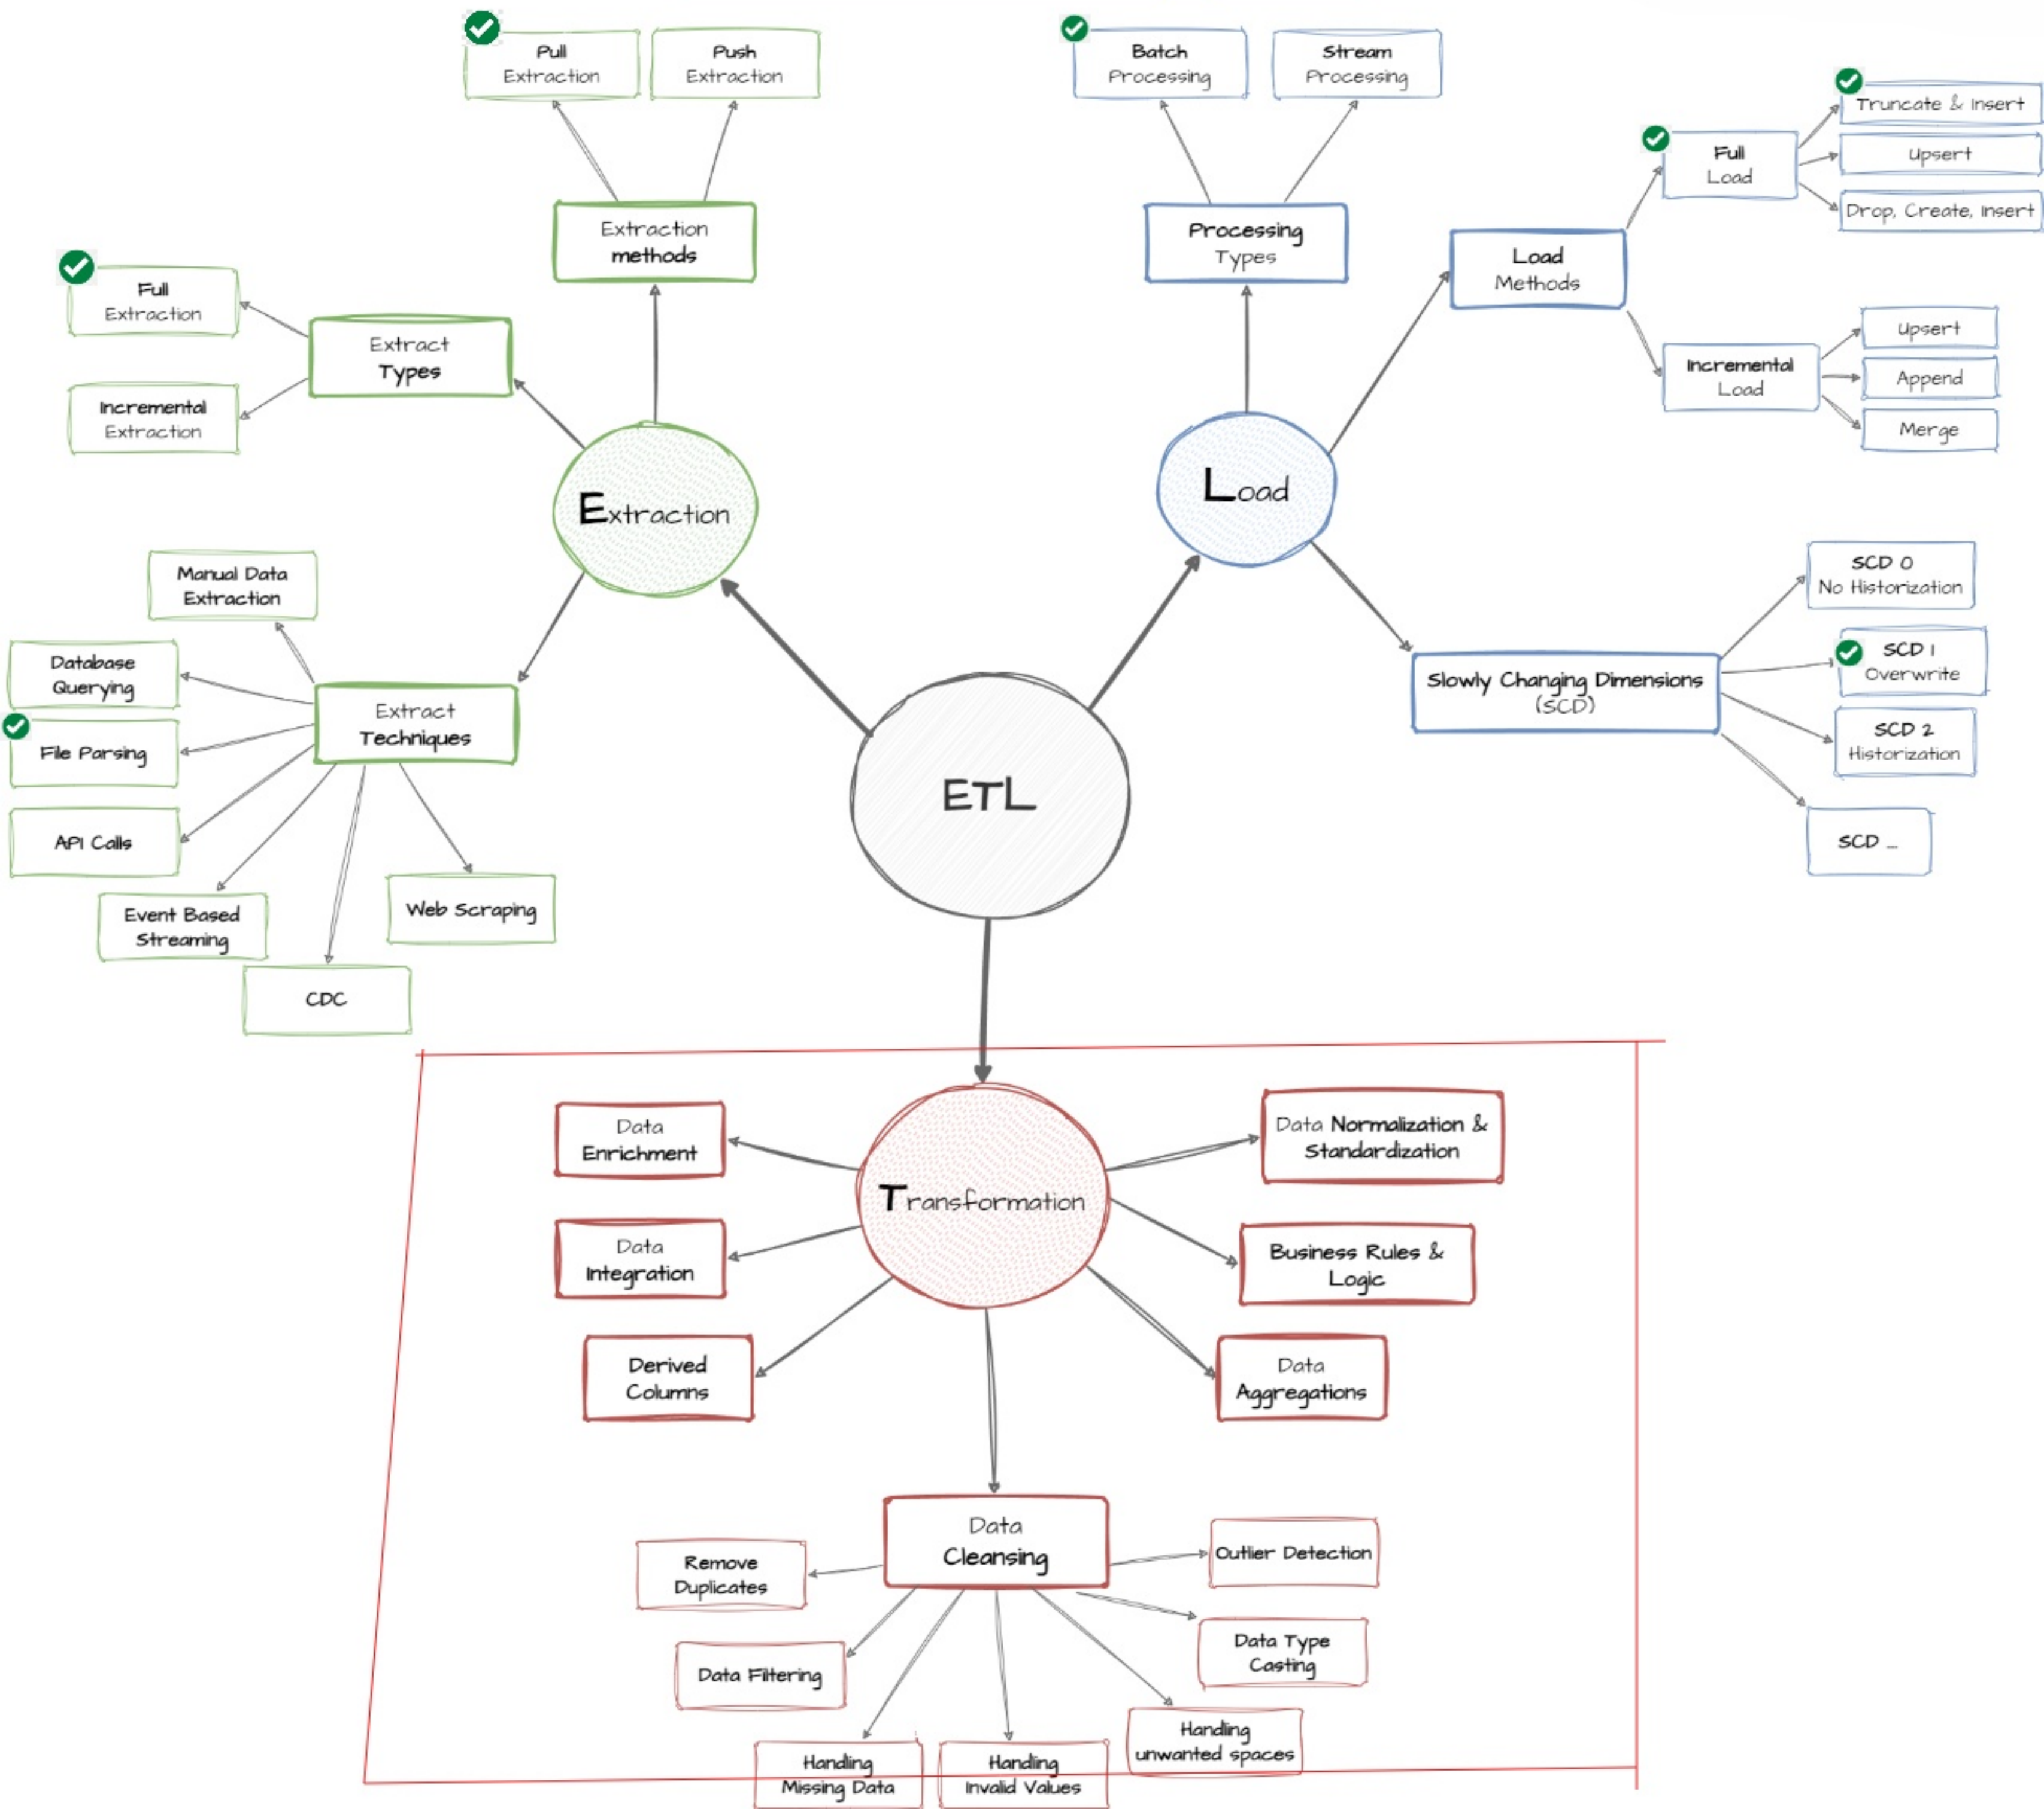 Pull
Extraction
Push
Extraction
Extraction
methods
Full
Extraction
Incremental
Extraction
Extract
Types
Extraction
Manual Data
Extraction
Database
Querying
File Parsing
API Calls
Event Based
Streaming
CDC
Web Scraping
Extract
Techniques
Batch
Processing
Stream
Processing
Processing
Types
Load
Load
Methods
Full
Load
Truncate & Insert
Upsert
Drop, Create, Insert
Incremental
Load
Upsert
Append
Merge
Slowly Changing Dimensions
(SCD)
SCD 0
No Historization
SCD 1
Overwrite
SCD 2
Historization
SCD ...
ETL
Transformation
Data
Enrichment
Data
Integration
Derived
Columns
Data Normalization &
Standardization
Business Rules &
Logic
Data
Aggregations
Data
Cleansing
Remove
Duplicates
Data Filtering
Handling
Missing Data
Handling
Invalid Values
Handling
unwanted spaces
Data Type
Casting
Outlier Detection